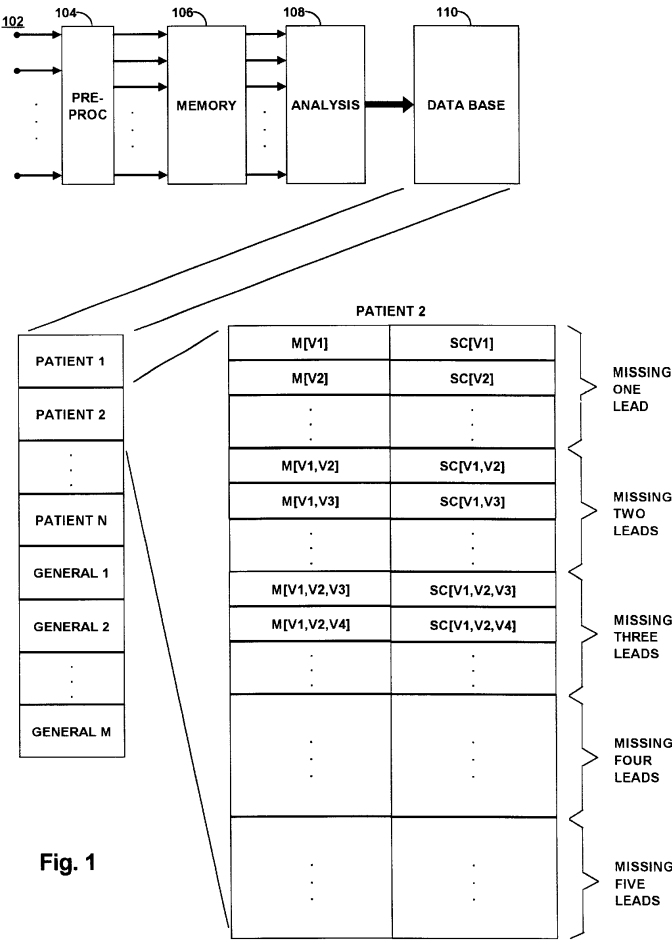 102
104
106
108
110
PRE-
PROC
MEMORY
ANALYSIS
DATA BASE
PATIENT 1
PATIENT 2
PATIENT N
GENERAL 1
GENERAL 2
GENERAL M
PATIENT 2
M[V1] SC[V1]
M[V2] SC[V2]
MISSING
ONE
LEAD
M[V1,V2] SC[V1,V2]
M[V1,V3] SC[V1,V3]
MISSING
TWO
LEADS
M[V1,V2,V3] SC[V1,V2,V3]
M[V1,V2,V4] SC[V1,V2,V4]
MISSING
THREE
LEADS
MISSING
FOUR
LEADS
MISSING
FIVE
LEADS
Fig. 1